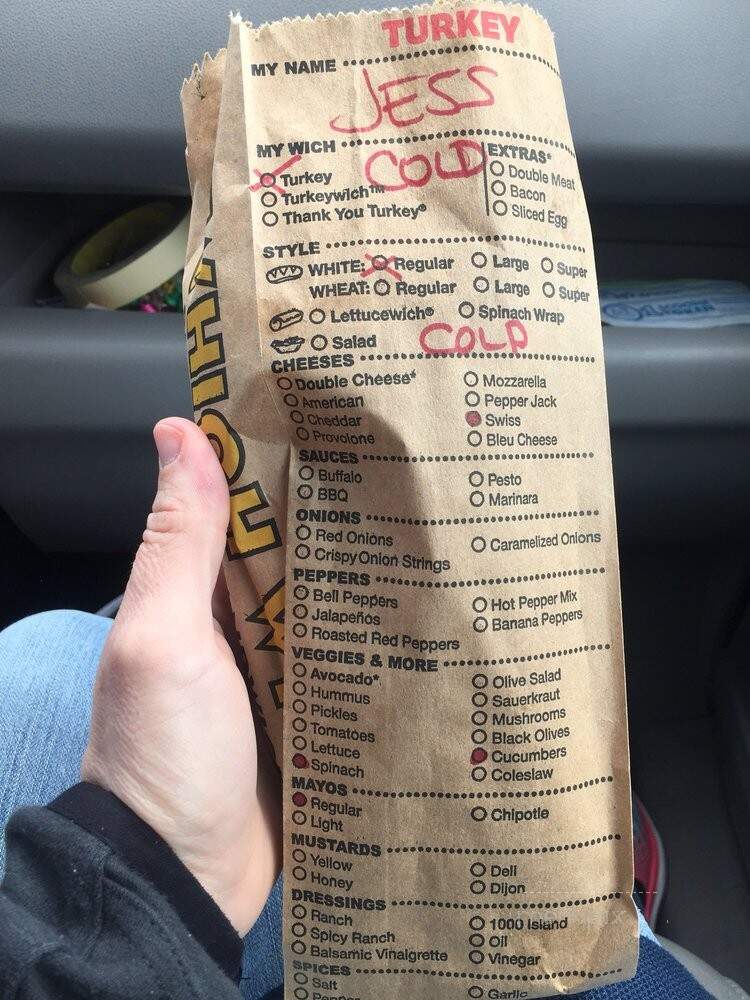 TURKEY
MY NAME
JESS
MY WICH
COLD
Turkey
Turkeywich™
Thank You Turkey®
EXTRAS*
Double Meat
Bacon
Sliced Egg
STYLE
WHITE: Regular Large Super
WHEAT: Regular Large Super
Lettucewich® Spinach Wrap
Salad COLD
CHEESES
Double Cheese* Mozzarella
American Pepper Jack
Cheddar Swiss
Provolone Bleu Cheese
SAUCES
Buffalo Pesto
BBQ Marinara
ONIONS
Red Onions Caramelized Onions
Crispy Onion Strings
PEPPERS
Bell Peppers Hot Pepper Mix
Jalapeños Banana Peppers
Roasted Red Peppers
VEGGIES & MORE
Avocado* Olive Salad
Hummus Sauerkraut
Pickles Mushrooms
Tomatoes Black Olives
Lettuce Cucumbers
Spinach Coleslaw
MAYOS
Regular Chipotle
Light
MUSTARDS
Yellow Deli
Honey Dijon
DRESSINGS
Ranch 1000 Island
Spicy Ranch Oil
Balsamic Vinaigrette Vinegar
SPICES
Salt Garlic
Pepper